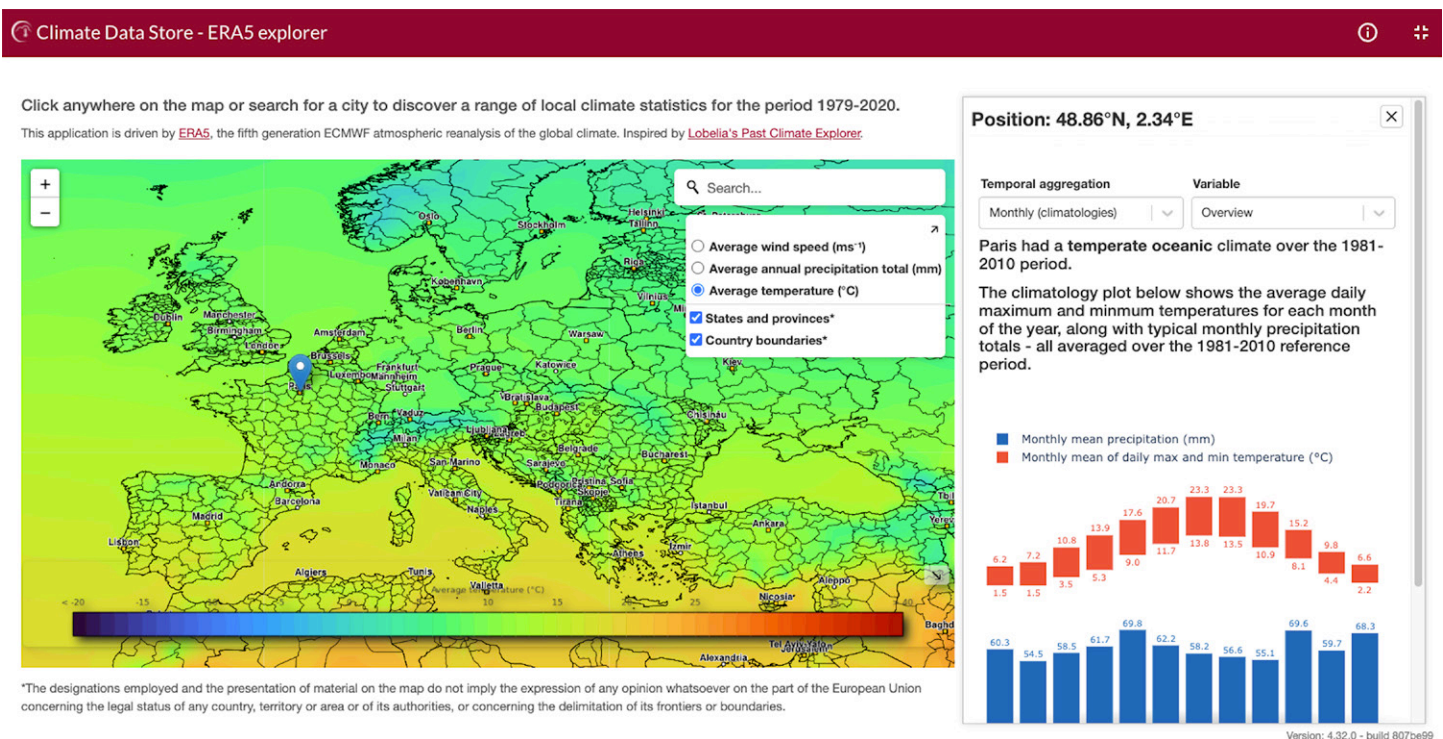 Climate Data Store - ERA5 explorer
Click anywhere on the map or search for a city to discover a range of local climate statistics for the period 1979-2020.
This application is driven by ERA5, the fifth generation ECMWF atmospheric reanalysis of the global climate. Inspired by Lobelia's Past Climate Explorer.
+
−
Search...
Average wind speed (ms⁻¹)
Average annual precipitation total (mm)
Average temperature (°C)
States and provinces*
Country boundaries*
Oslo
Stockholm
Helsinki
Tallinn
Riga
København
Vilnius
Dublin
Manchester
Birmingham
London
Amsterdam
Berlin
Warsaw
Brussels
Frankfurt
Luxembo
Mannheim
Stuttgart
Prague
Katowice
Kiev
Paris
Bratislava
Budapest
Chișinău
Bern
Vaduz
Milan
Ljubljana
Zagreb
Belgrade
Bucharest
Monaco
San Marino
Sarajevo
Andorra
Barcelona
Vatican City
Podgorica
Pristina
Sofia
Skopje
Tirana
Naples
Istanbul
Madrid
Ankara
Lisbon
Athens
Izmir
Algiers
Tunis
Valletta
Aleppo
Nicosia
Baghd
Tel Aviv-Yafo
Alexandria
Average temperature (°C)
< -20 -15 10 15 25
*The designations employed and the presentation of material on the map do not imply the expression of any opinion whatsoever on the part of the European Union
concerning the legal status of any country, territory or area or of its authorities, or concerning the delimitation of its frontiers or boundaries.
Position: 48.86°N, 2.34°E
Temporal aggregation Variable
Monthly (climatologies) Overview
Paris had a temperate oceanic climate over the 1981-
2010 period.
The climatology plot below shows the average daily
maximum and minmum temperatures for each month
of the year, along with typical monthly precipitation
totals - all averaged over the 1981-2010 reference
period.
Monthly mean precipitation (mm)
Monthly mean of daily max and min temperature (°C)
6.2 7.2 10.8 13.9 17.6 20.7 23.3 23.3 19.7 15.2 9.8 6.6
1.5 1.5 3.5 5.3 9.0 11.7 13.8 13.5 10.9 8.1 4.4 2.2
60.3 54.5 58.5 61.7 69.8 62.2 58.2 56.6 55.1 69.6 59.7 68.3
Version: 4.32.0 - build 807be99